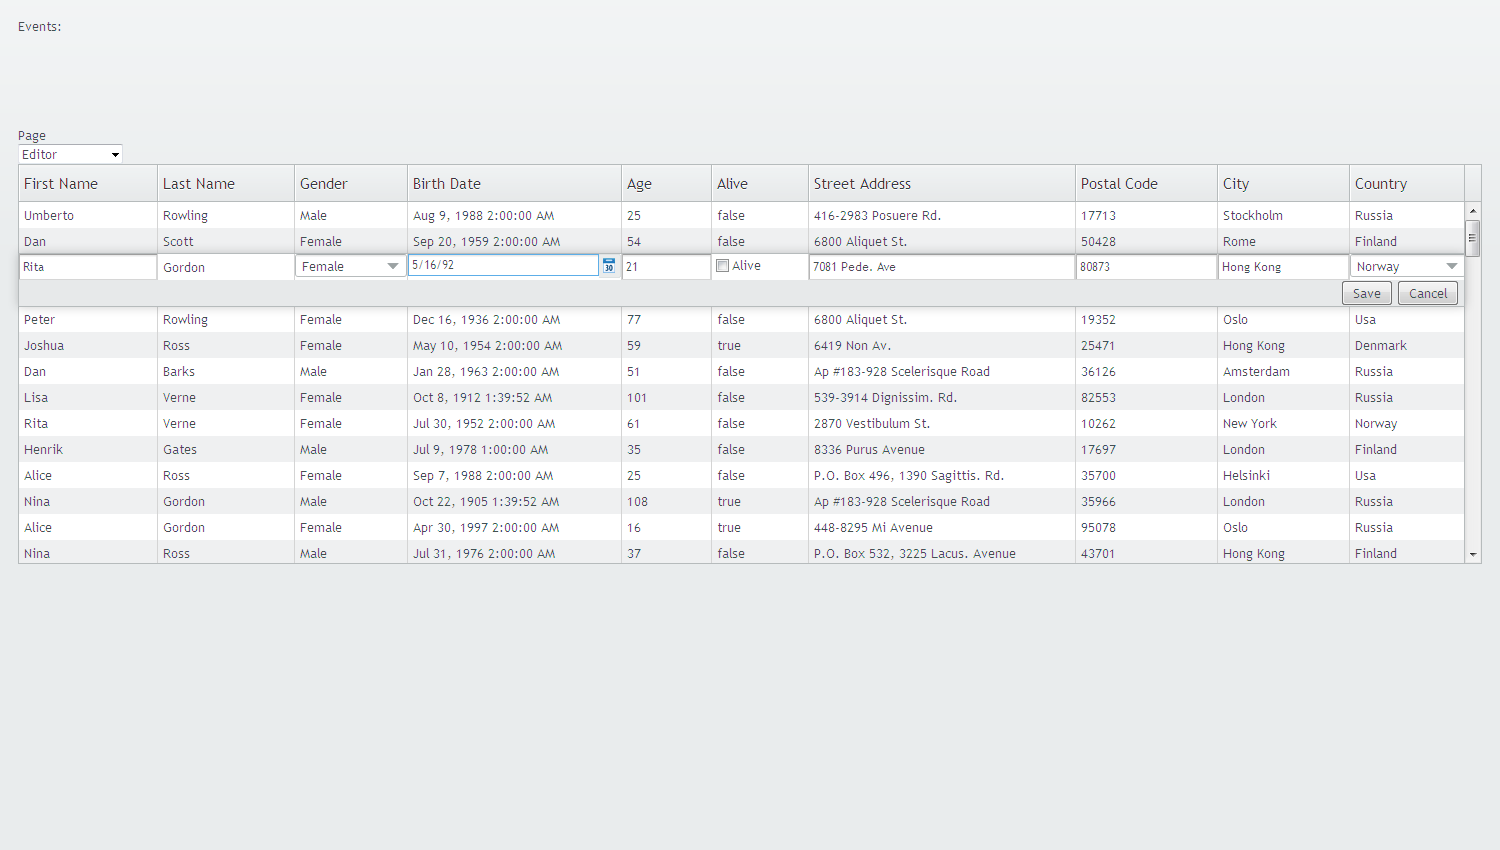 Events:
Page
Editor
First Name Last Name Gender Birth Date Age Alive Street Address Postal Code City Country
Umberto Rowling Male Aug 9, 1988 2:00:00 AM 25 false 416-2983 Posuere Rd. 17713 Stockholm Russia
Dan Scott Female Sep 20, 1959 2:00:00 AM 54 false 6800 Aliquet St. 50428 Rome Finland
Rita Gordon Female 5/16/92 30 21 Alive 7081 Pede. Ave 80873 Hong Kong Norway
Save Cancel
Peter Rowling Female Dec 16, 1936 2:00:00 AM 77 false 6800 Aliquet St. 19352 Oslo Usa
Joshua Ross Female May 10, 1954 2:00:00 AM 59 true 6419 Non Av. 25471 Hong Kong Denmark
Dan Barks Male Jan 28, 1963 2:00:00 AM 51 false Ap #183-928 Scelerisque Road 36126 Amsterdam Russia
Lisa Verne Female Oct 8, 1912 1:39:52 AM 101 false 539-3914 Dignissim. Rd. 82553 London Russia
Rita Verne Female Jul 30, 1952 2:00:00 AM 61 false 2870 Vestibulum St. 10262 New York Norway
Henrik Gates Male Jul 9, 1978 1:00:00 AM 35 false 8336 Purus Avenue 17697 London Finland
Alice Ross Female Sep 7, 1988 2:00:00 AM 25 false P.O. Box 496, 1390 Sagittis. Rd. 35700 Helsinki Usa
Nina Gordon Male Oct 22, 1905 1:39:52 AM 108 true Ap #183-928 Scelerisque Road 35966 London Russia
Alice Gordon Female Apr 30, 1997 2:00:00 AM 16 true 448-8295 Mi Avenue 95078 Oslo Russia
Nina Ross Male Jul 31, 1976 2:00:00 AM 37 false P.O. Box 532, 3225 Lacus. Avenue 43701 Hong Kong Finland